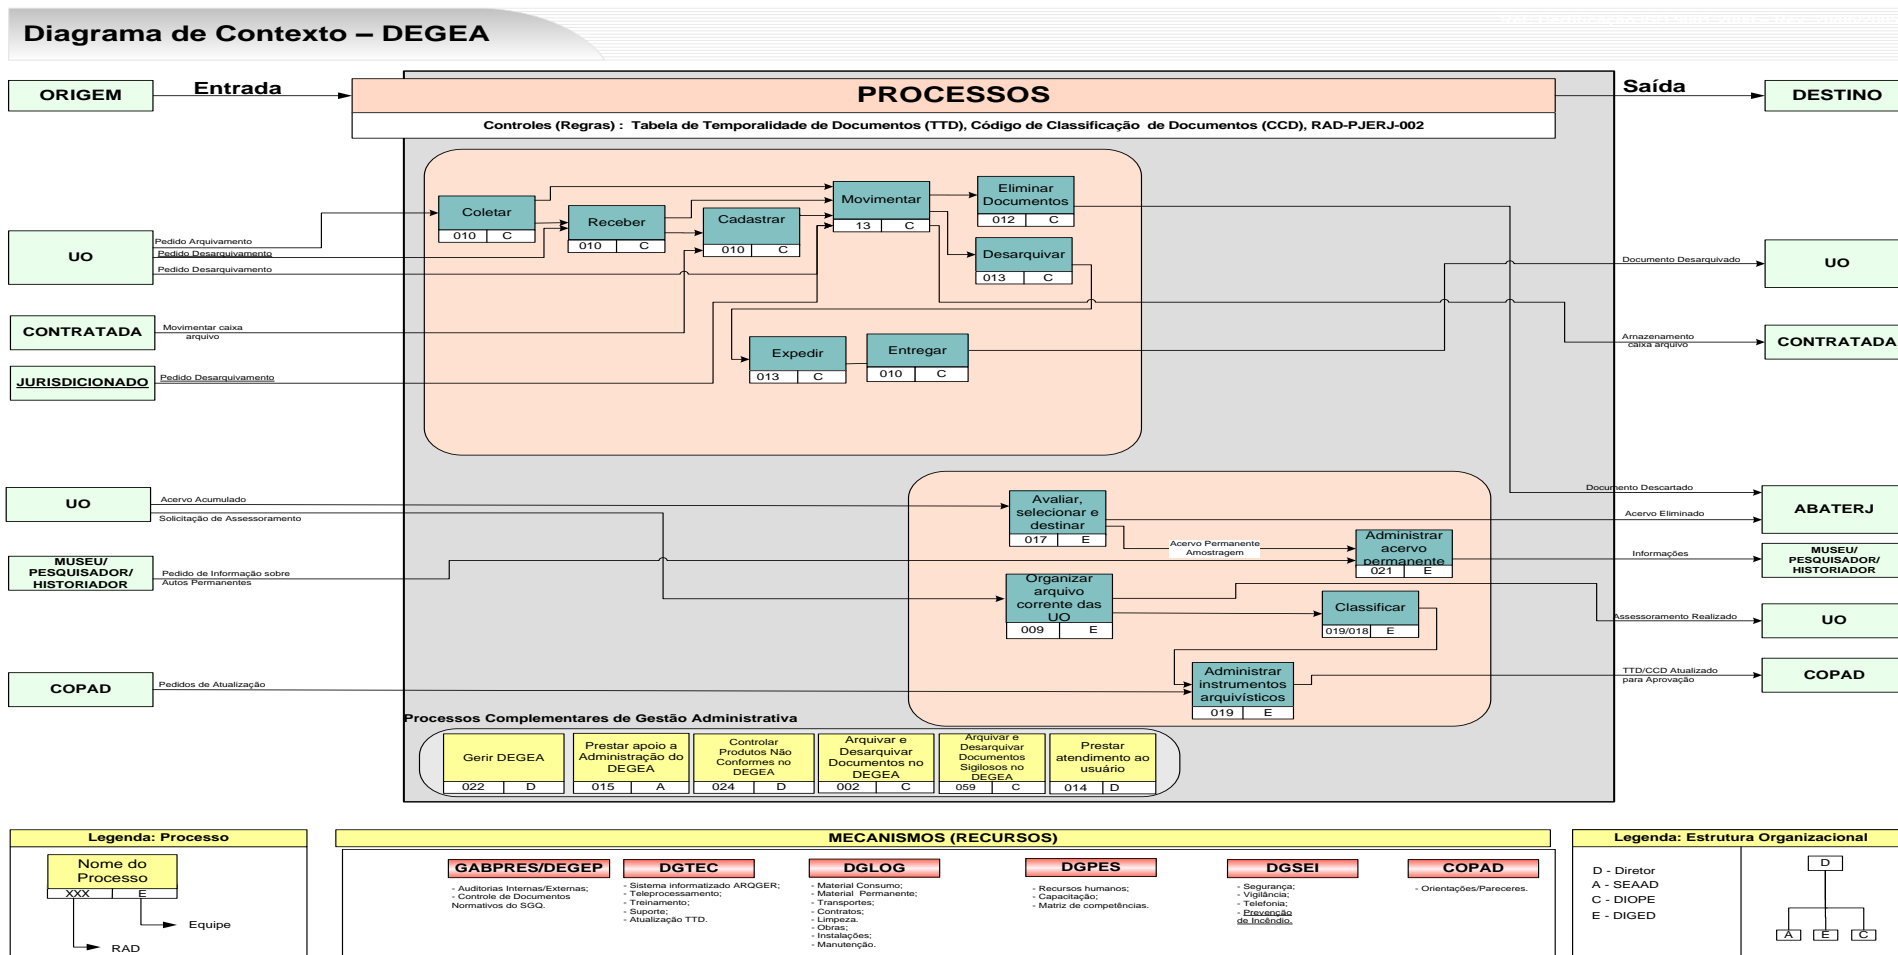 Diagrama de Contexto – DEGEA
ORIGEM
Entrada
PROCESSOS
Saída
DESTINO
Controles (Regras) : Tabela de Temporalidade de Documentos (TTD), Código de Classificação de Documentos (CCD), RAD-PJERJ-002
UO
Pedido Arquivamento
Pedido Desarquivamento
Pedido Desarquivamento
CONTRATADA
Movimentar caixa
arquivo
JURISDICIONADO
Pedido Desarquivamento
Coletar
010 C
Receber
010 C
Cadastrar
010 C
Movimentar
13 C
Eliminar
Documentos
012 C
Desarquivar
013 C
Expedir
013 C
Entregar
010 C
Documento Desarquivado
UO
Armazenamento
caixa arquivo
CONTRATADA
UO
Acervo Acumulado
Solicitação de Assessoramento
MUSEU/
PESQUISADOR/
HISTORIADOR
Pedido de Informação sobre
Autos Permanentes
COPAD
Pedidos de Atualização
Avaliar,
selecionar e
destinar
017 E
Acervo Permanente
Amostragem
Administrar
acervo
permanente
021 E
Organizar
arquivo
corrente das
UO
009 E
Classificar
019/018 E
Administrar
instrumentos
arquivísticos
019 E
Documento Descartado
Acervo Eliminado
ABATERJ
Informações
MUSEU/
PESQUISADOR/
HISTORIADOR
Assessoramento Realizado
UO
TTD/CCD Atualizado
para Aprovação
COPAD
Processos Complementares de Gestão Administrativa
Gerir DEGEA
022 D
Prestar apoio a
Administração do
DEGEA
015 A
Controlar
Produtos Não
Conformes no
DEGEA
024 D
Arquivar e
Desarquivar
Documentos no
DEGEA
002 C
Arquivar e
Desarquivar
Documentos
Sigilosos no
DEGEA
059 C
Prestar
atendimento ao
usuário
014 D
Legenda: Processo
Nome do
Processo
XXX E
Equipe
RAD
MECANISMOS (RECURSOS)
GABPRES/DEGEP
- Auditorias Internas/Externas;
- Controle de Documentos
Normativos do SGQ.
DGTEC
- Sistema informatizado ARQGER;
- Teleprocessamento;
- Treinamento;
- Suporte;
- Atualização TTD.
DGLOG
- Material Consumo;
- Material Permanente;
- Transportes;
- Contratos;
- Limpeza.
- Obras;
- Instalações;
- Manutenção.
DGPES
- Recursos humanos;
- Capacitação;
- Matriz de competências.
DGSEI
- Segurança;
- Vigilância;
- Telefonia;
- Prevenção
de Incêndio.
COPAD
- Orientações/Pareceres.
Legenda: Estrutura Organizacional
D - Diretor
A - SEAAD
C - DIOPE
E - DIGED
D
A E C